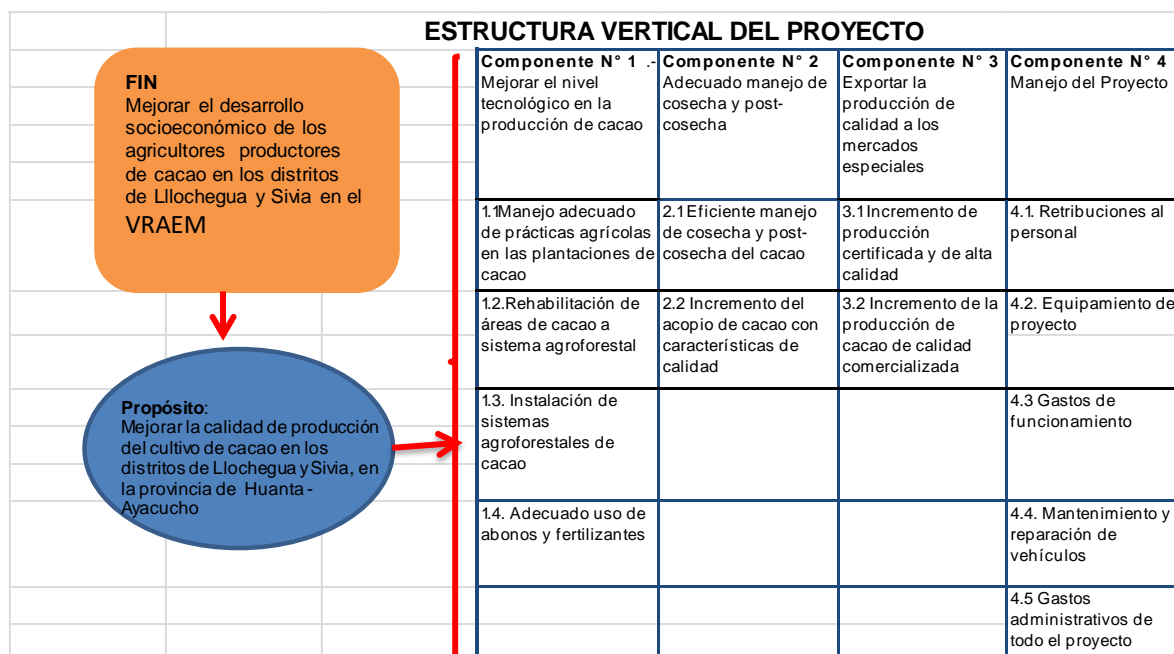 ESTRUCTURA VERTICAL DEL PROYECTO
FIN
Mejorar el desarrollo
socioeconómico de los
agricultores productores
de cacao en los distritos
de Lllochegua y Sivia en el
VRAEM
Propósito:
Mejorar la calidad de producción
del cultivo de cacao en los
distritos de Llochegua y Sivia, en
la provincia de Huanta -
Ayacucho
Componente N° 1 .-
Mejorar el nivel
tecnológico en la
producción de cacao
Componente N° 2
Adecuado manejo de
cosecha y post-
cosecha
Componente N° 3
Exportar la
producción de
calidad a los
mercados
especiales
Componente N° 4
Manejo del Proyecto
1.1Manejo adecuado
de prácticas agrícolas
en las plantaciones de
cacao
2.1 Eficiente manejo
de cosecha y post-
cosecha del cacao
3.1 Incremento de
producción
certificada y de alta
calidad
4.1. Retribuciones al
personal
1.2.Rehabilitación de
áreas de cacao a
sistema agroforestal
2.2 Incremento del
acopio de cacao con
características de
calidad
3.2 Incremento de la
producción de
cacao de calidad
comercializada
4.2. Equipamiento de
proyecto
1.3. Instalación de
sistemas
agroforestales de
cacao
4.3 Gastos de
funcionamiento
1.4. Adecuado uso de
abonos y fertilizantes
4.4. Mantenimiento y
reparación de
vehículos
4.5 Gastos
administrativos de
todo el proyecto